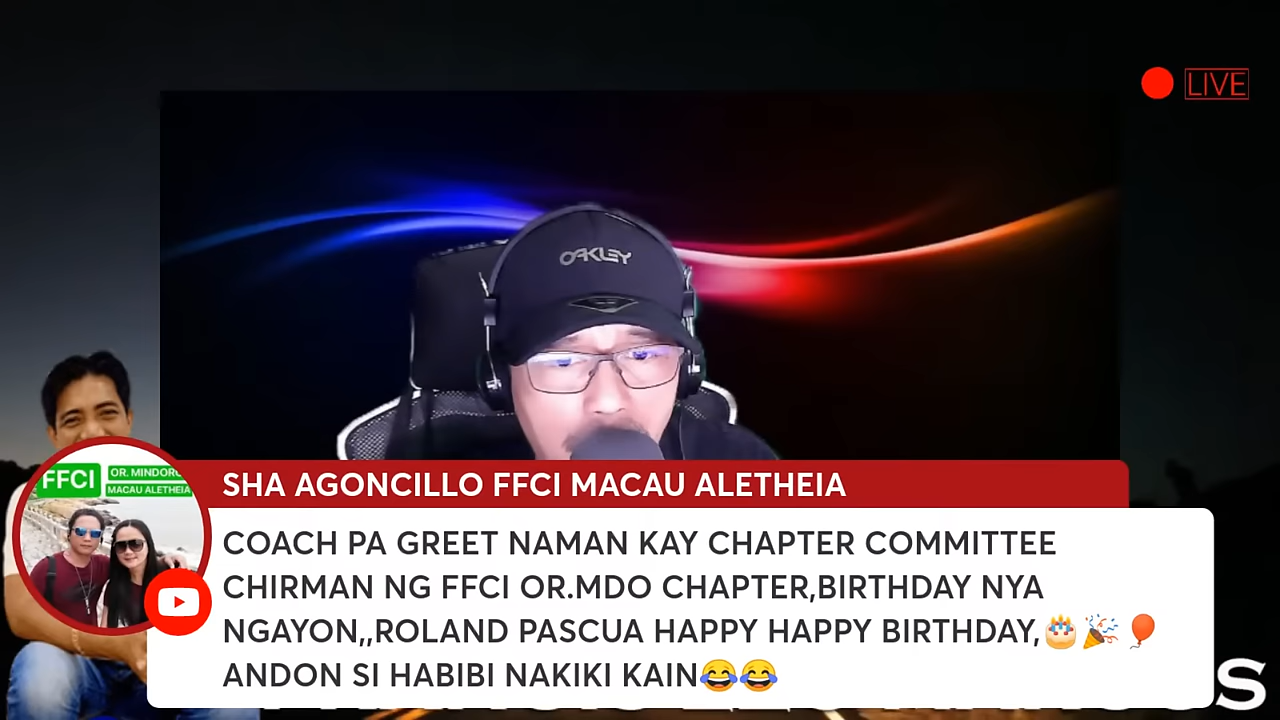 LIVE
OAKLEY
FFCI
OR. MINDORO
MACAU ALETHEIA
SHA AGONCILLO FFCI MACAU ALETHEIA
COACH PA GREET NAMAN KAY CHAPTER COMMITTEE
CHIRMAN NG FFCI OR.MDO CHAPTER,BIRTHDAY NYA
NGAYON,,ROLAND PASCUA HAPPY HAPPY BIRTHDAY,🎂🎉🎈
ANDON SI HABIBI NAKIKI KAIN😂😂